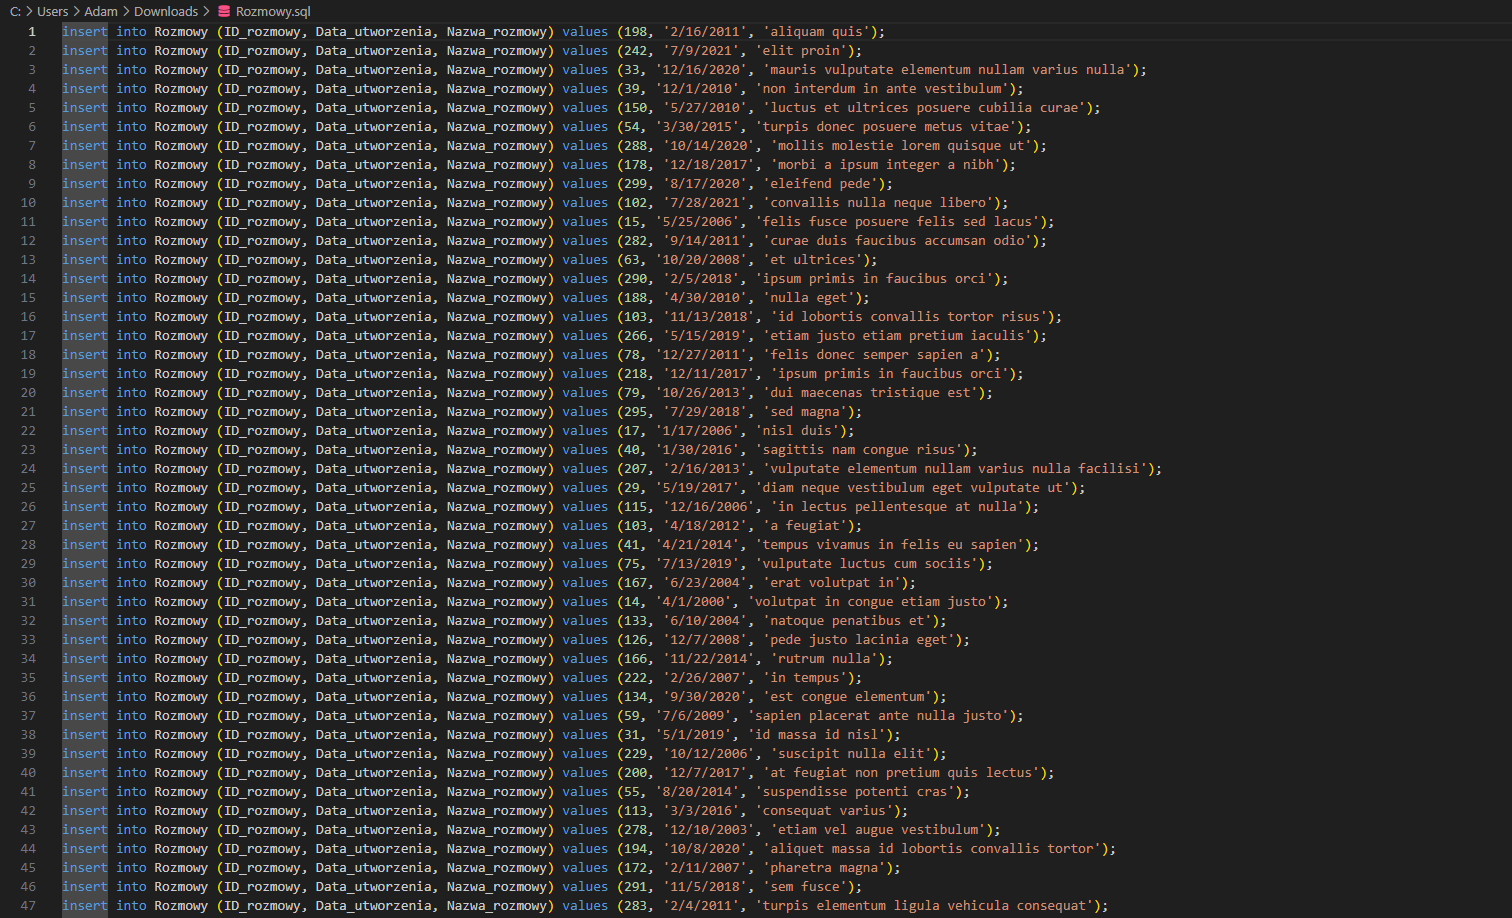 C: > Users > Adam > Downloads > Rozmowy.sql
1 insert into Rozmowy (ID_rozmowy, Data_utworzenia, Nazwa_rozmowy) values (198, '2/16/2011', 'aliquam quis');
2 insert into Rozmowy (ID_rozmowy, Data_utworzenia, Nazwa_rozmowy) values (242, '7/9/2021', 'elit proin');
3 insert into Rozmowy (ID_rozmowy, Data_utworzenia, Nazwa_rozmowy) values (33, '12/16/2020', 'mauris vulputate elementum nullam varius nulla');
4 insert into Rozmowy (ID_rozmowy, Data_utworzenia, Nazwa_rozmowy) values (39, '12/1/2010', 'non interdum in ante vestibulum');
5 insert into Rozmowy (ID_rozmowy, Data_utworzenia, Nazwa_rozmowy) values (150, '5/27/2010', 'luctus et ultrices posuere cubilia curae');
6 insert into Rozmowy (ID_rozmowy, Data_utworzenia, Nazwa_rozmowy) values (54, '3/30/2015', 'turpis donec posuere metus vitae');
7 insert into Rozmowy (ID_rozmowy, Data_utworzenia, Nazwa_rozmowy) values (288, '10/14/2020', 'mollis molestie lorem quisque ut');
8 insert into Rozmowy (ID_rozmowy, Data_utworzenia, Nazwa_rozmowy) values (178, '12/18/2017', 'morbi a ipsum integer a nibh');
9 insert into Rozmowy (ID_rozmowy, Data_utworzenia, Nazwa_rozmowy) values (299, '8/17/2020', 'eleifend pede');
10 insert into Rozmowy (ID_rozmowy, Data_utworzenia, Nazwa_rozmowy) values (102, '7/28/2021', 'convallis nulla neque libero');
11 insert into Rozmowy (ID_rozmowy, Data_utworzenia, Nazwa_rozmowy) values (15, '5/25/2006', 'felis fusce posuere felis sed lacus');
12 insert into Rozmowy (ID_rozmowy, Data_utworzenia, Nazwa_rozmowy) values (282, '9/14/2011', 'curae duis faucibus accumsan odio');
13 insert into Rozmowy (ID_rozmowy, Data_utworzenia, Nazwa_rozmowy) values (63, '10/20/2008', 'et ultrices');
14 insert into Rozmowy (ID_rozmowy, Data_utworzenia, Nazwa_rozmowy) values (290, '2/5/2018', 'ipsum primis in faucibus orci');
15 insert into Rozmowy (ID_rozmowy, Data_utworzenia, Nazwa_rozmowy) values (188, '4/30/2010', 'nulla eget');
16 insert into Rozmowy (ID_rozmowy, Data_utworzenia, Nazwa_rozmowy) values (103, '11/13/2018', 'id lobortis convallis tortor risus');
17 insert into Rozmowy (ID_rozmowy, Data_utworzenia, Nazwa_rozmowy) values (266, '5/15/2019', 'etiam justo etiam pretium iaculis');
18 insert into Rozmowy (ID_rozmowy, Data_utworzenia, Nazwa_rozmowy) values (78, '12/27/2011', 'felis donec semper sapien a');
19 insert into Rozmowy (ID_rozmowy, Data_utworzenia, Nazwa_rozmowy) values (218, '12/11/2017', 'ipsum primis in faucibus orci');
20 insert into Rozmowy (ID_rozmowy, Data_utworzenia, Nazwa_rozmowy) values (79, '10/26/2013', 'dui maecenas tristique est');
21 insert into Rozmowy (ID_rozmowy, Data_utworzenia, Nazwa_rozmowy) values (295, '7/29/2018', 'sed magna');
22 insert into Rozmowy (ID_rozmowy, Data_utworzenia, Nazwa_rozmowy) values (17, '1/17/2006', 'nisl duis');
23 insert into Rozmowy (ID_rozmowy, Data_utworzenia, Nazwa_rozmowy) values (40, '1/30/2016', 'sagittis nam congue risus');
24 insert into Rozmowy (ID_rozmowy, Data_utworzenia, Nazwa_rozmowy) values (207, '2/16/2013', 'vulputate elementum nullam varius nulla facilisi');
25 insert into Rozmowy (ID_rozmowy, Data_utworzenia, Nazwa_rozmowy) values (29, '5/19/2017', 'diam neque vestibulum eget vulputate ut');
26 insert into Rozmowy (ID_rozmowy, Data_utworzenia, Nazwa_rozmowy) values (115, '12/16/2006', 'in lectus pellentesque at nulla');
27 insert into Rozmowy (ID_rozmowy, Data_utworzenia, Nazwa_rozmowy) values (103, '4/18/2012', 'a feugiat');
28 insert into Rozmowy (ID_rozmowy, Data_utworzenia, Nazwa_rozmowy) values (41, '4/21/2014', 'tempus vivamus in felis eu sapien');
29 insert into Rozmowy (ID_rozmowy, Data_utworzenia, Nazwa_rozmowy) values (75, '7/13/2019', 'vulputate luctus cum sociis');
30 insert into Rozmowy (ID_rozmowy, Data_utworzenia, Nazwa_rozmowy) values (167, '6/23/2004', 'erat volutpat in');
31 insert into Rozmowy (ID_rozmowy, Data_utworzenia, Nazwa_rozmowy) values (14, '4/1/2000', 'volutpat in congue etiam justo');
32 insert into Rozmowy (ID_rozmowy, Data_utworzenia, Nazwa_rozmowy) values (133, '6/10/2004', 'natoque penatibus et');
33 insert into Rozmowy (ID_rozmowy, Data_utworzenia, Nazwa_rozmowy) values (126, '12/7/2008', 'pede justo lacinia eget');
34 insert into Rozmowy (ID_rozmowy, Data_utworzenia, Nazwa_rozmowy) values (166, '11/22/2014', 'rutrum nulla');
35 insert into Rozmowy (ID_rozmowy, Data_utworzenia, Nazwa_rozmowy) values (222, '2/26/2007', 'in tempus');
36 insert into Rozmowy (ID_rozmowy, Data_utworzenia, Nazwa_rozmowy) values (134, '9/30/2020', 'est congue elementum');
37 insert into Rozmowy (ID_rozmowy, Data_utworzenia, Nazwa_rozmowy) values (59, '7/6/2009', 'sapien placerat ante nulla justo');
38 insert into Rozmowy (ID_rozmowy, Data_utworzenia, Nazwa_rozmowy) values (31, '5/1/2019', 'id massa id nisl');
39 insert into Rozmowy (ID_rozmowy, Data_utworzenia, Nazwa_rozmowy) values (229, '10/12/2006', 'suscipit nulla elit');
40 insert into Rozmowy (ID_rozmowy, Data_utworzenia, Nazwa_rozmowy) values (200, '12/7/2017', 'at feugiat non pretium quis lectus');
41 insert into Rozmowy (ID_rozmowy, Data_utworzenia, Nazwa_rozmowy) values (55, '8/20/2014', 'suspendisse potenti cras');
42 insert into Rozmowy (ID_rozmowy, Data_utworzenia, Nazwa_rozmowy) values (113, '3/3/2016', 'consequat varius');
43 insert into Rozmowy (ID_rozmowy, Data_utworzenia, Nazwa_rozmowy) values (278, '12/10/2003', 'etiam vel augue vestibulum');
44 insert into Rozmowy (ID_rozmowy, Data_utworzenia, Nazwa_rozmowy) values (194, '10/8/2020', 'aliquet massa id lobortis convallis tortor');
45 insert into Rozmowy (ID_rozmowy, Data_utworzenia, Nazwa_rozmowy) values (172, '2/11/2007', 'pharetra magna');
46 insert into Rozmowy (ID_rozmowy, Data_utworzenia, Nazwa_rozmowy) values (291, '11/5/2018', 'sem fusce');
47 insert into Rozmowy (ID_rozmowy, Data_utworzenia, Nazwa_rozmowy) values (283, '2/4/2011', 'turpis elementum ligula vehicula consequat');